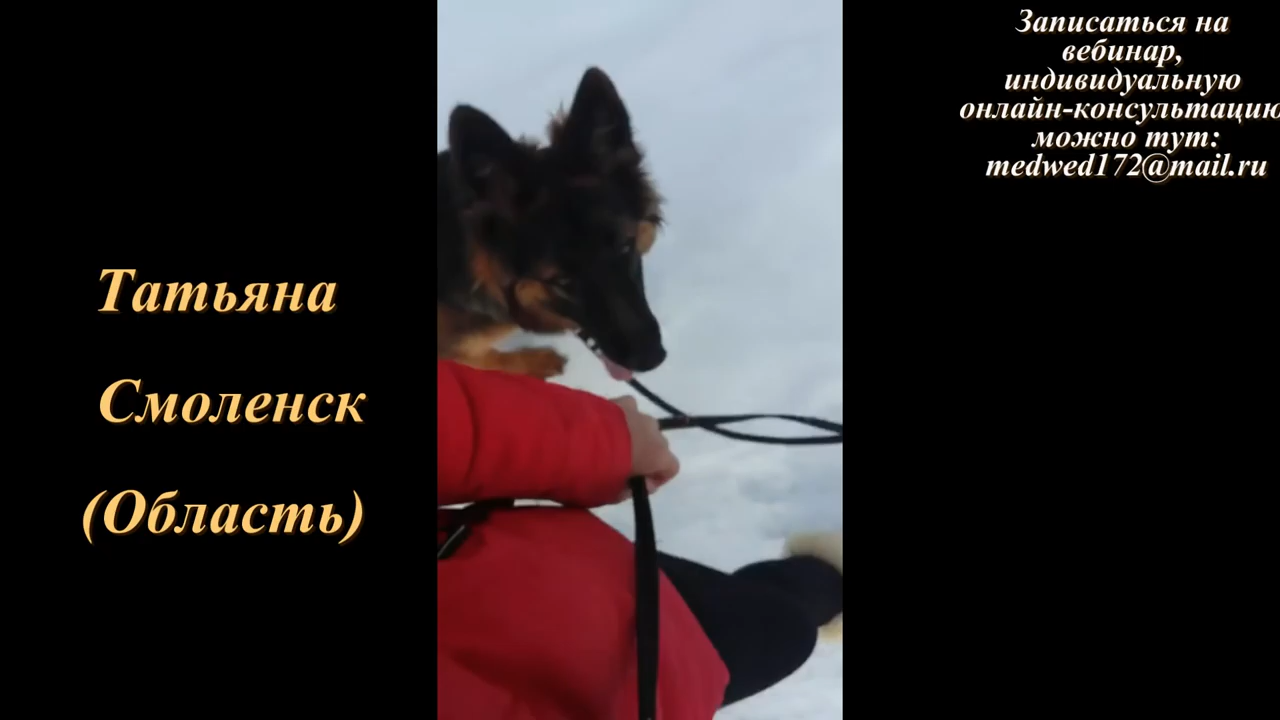 Татьяна
Смоленск
(Область)
Записаться на
вебинар,
индивидуальную
онлайн-консультацию
можно тут:
medwed172@mail.ru